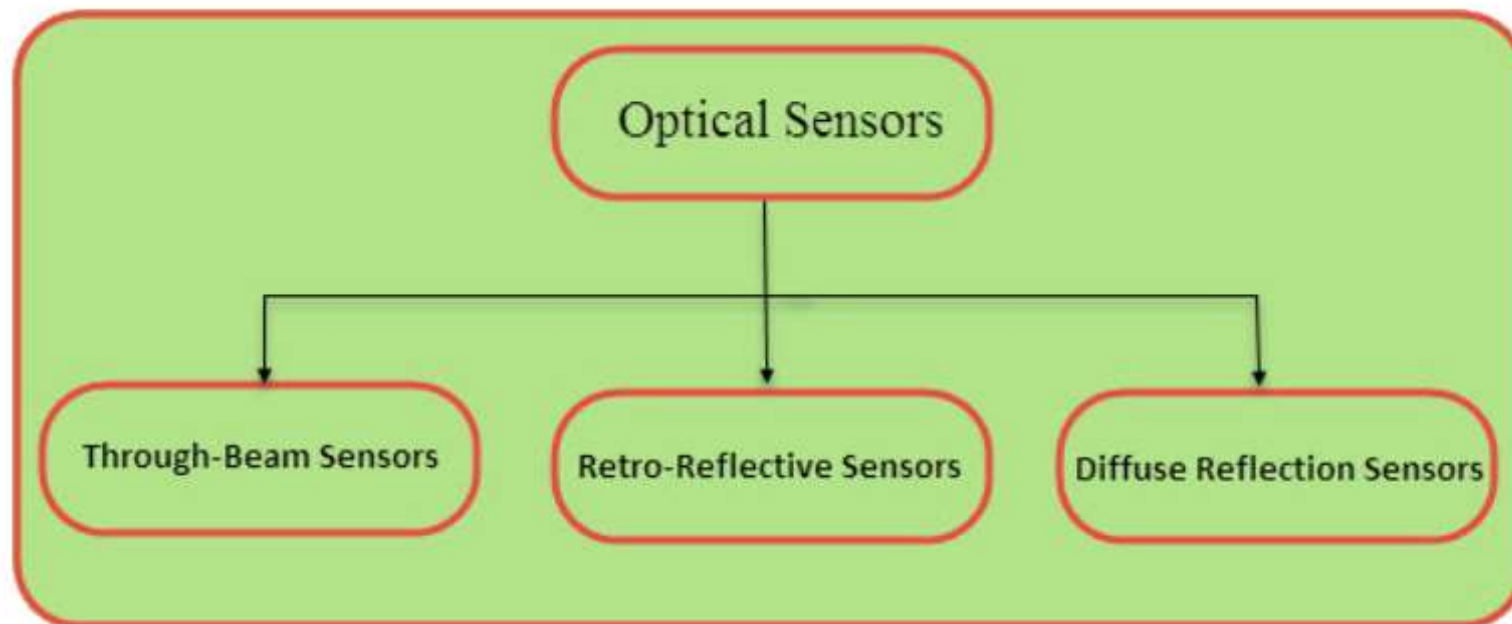 Optical Sensors
Through-Beam Sensors
Retro-Reflective Sensors
Diffuse Reflection Sensors